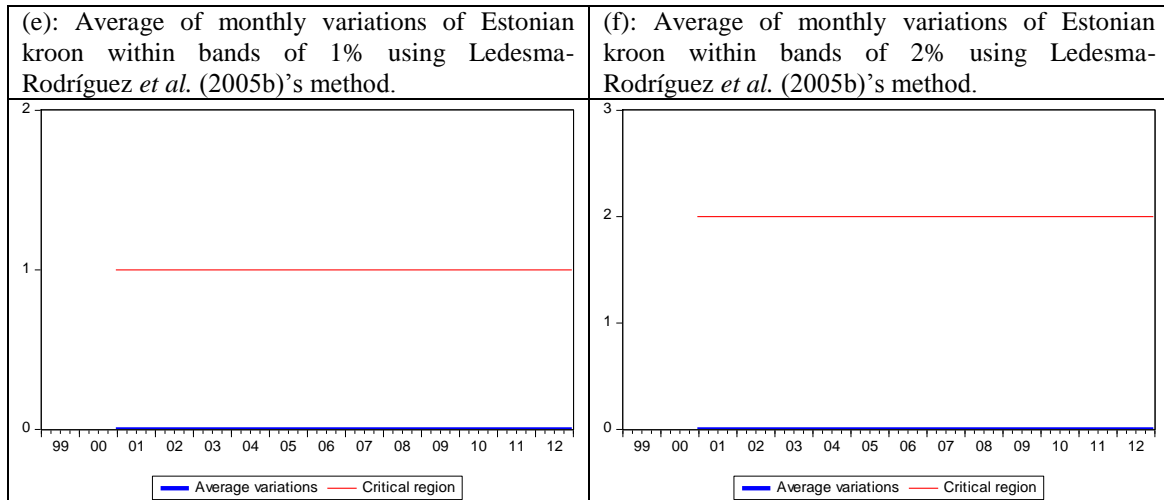 (e): Average of monthly variations of Estonian
kroon within bands of 1% using Ledesma-
Rodríguez et al. (2005b)'s method.
(f): Average of monthly variations of Estonian
kroon within bands of 2% using Ledesma-
Rodríguez et al. (2005b)'s method.
2
1
0
99 00 01 02 03 04 05 06 07 08 09 10 11 12
Average variations Critical region
3
2
1
0
99 00 01 02 03 04 05 06 07 08 09 10 11 12
Average variations Critical region